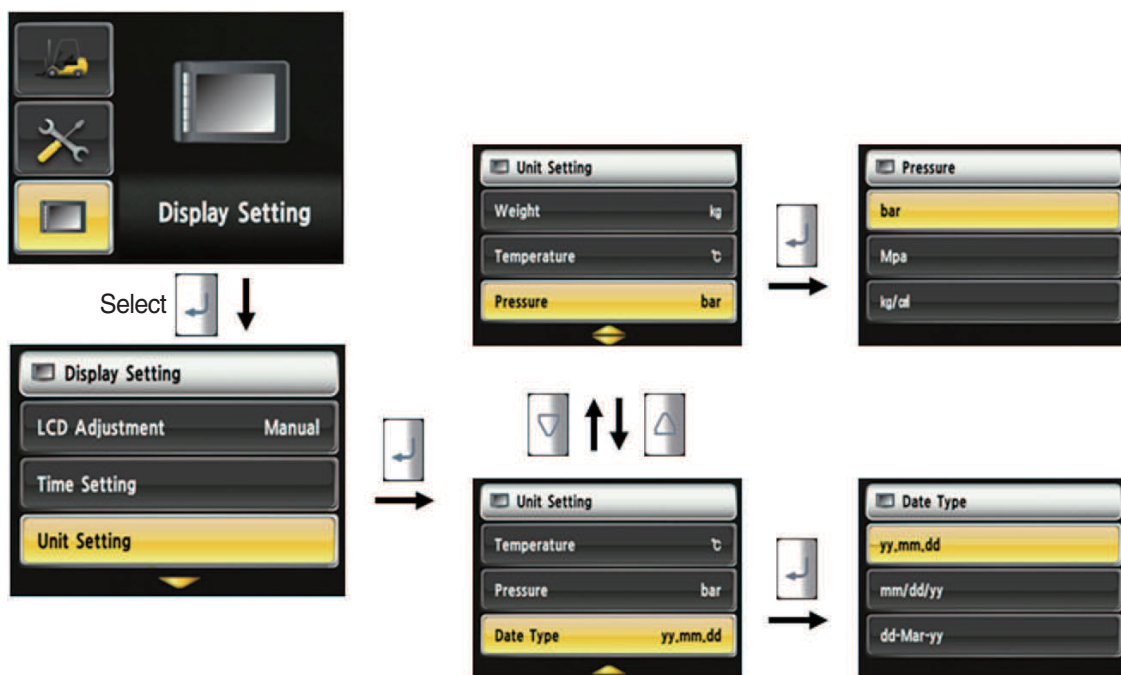 Display Setting
Select
Display Setting
LCD Adjustment Manual
Time Setting
Unit Setting
Unit Setting
Weight kg
Temperature ℃
Pressure bar
Pressure
bar
Mpa
kg/㎠
Unit Setting
Temperature ℃
Pressure bar
Date Type yy.mm.dd
Date Type
yy.mm.dd
mm/dd/yy
dd-Mar-yy